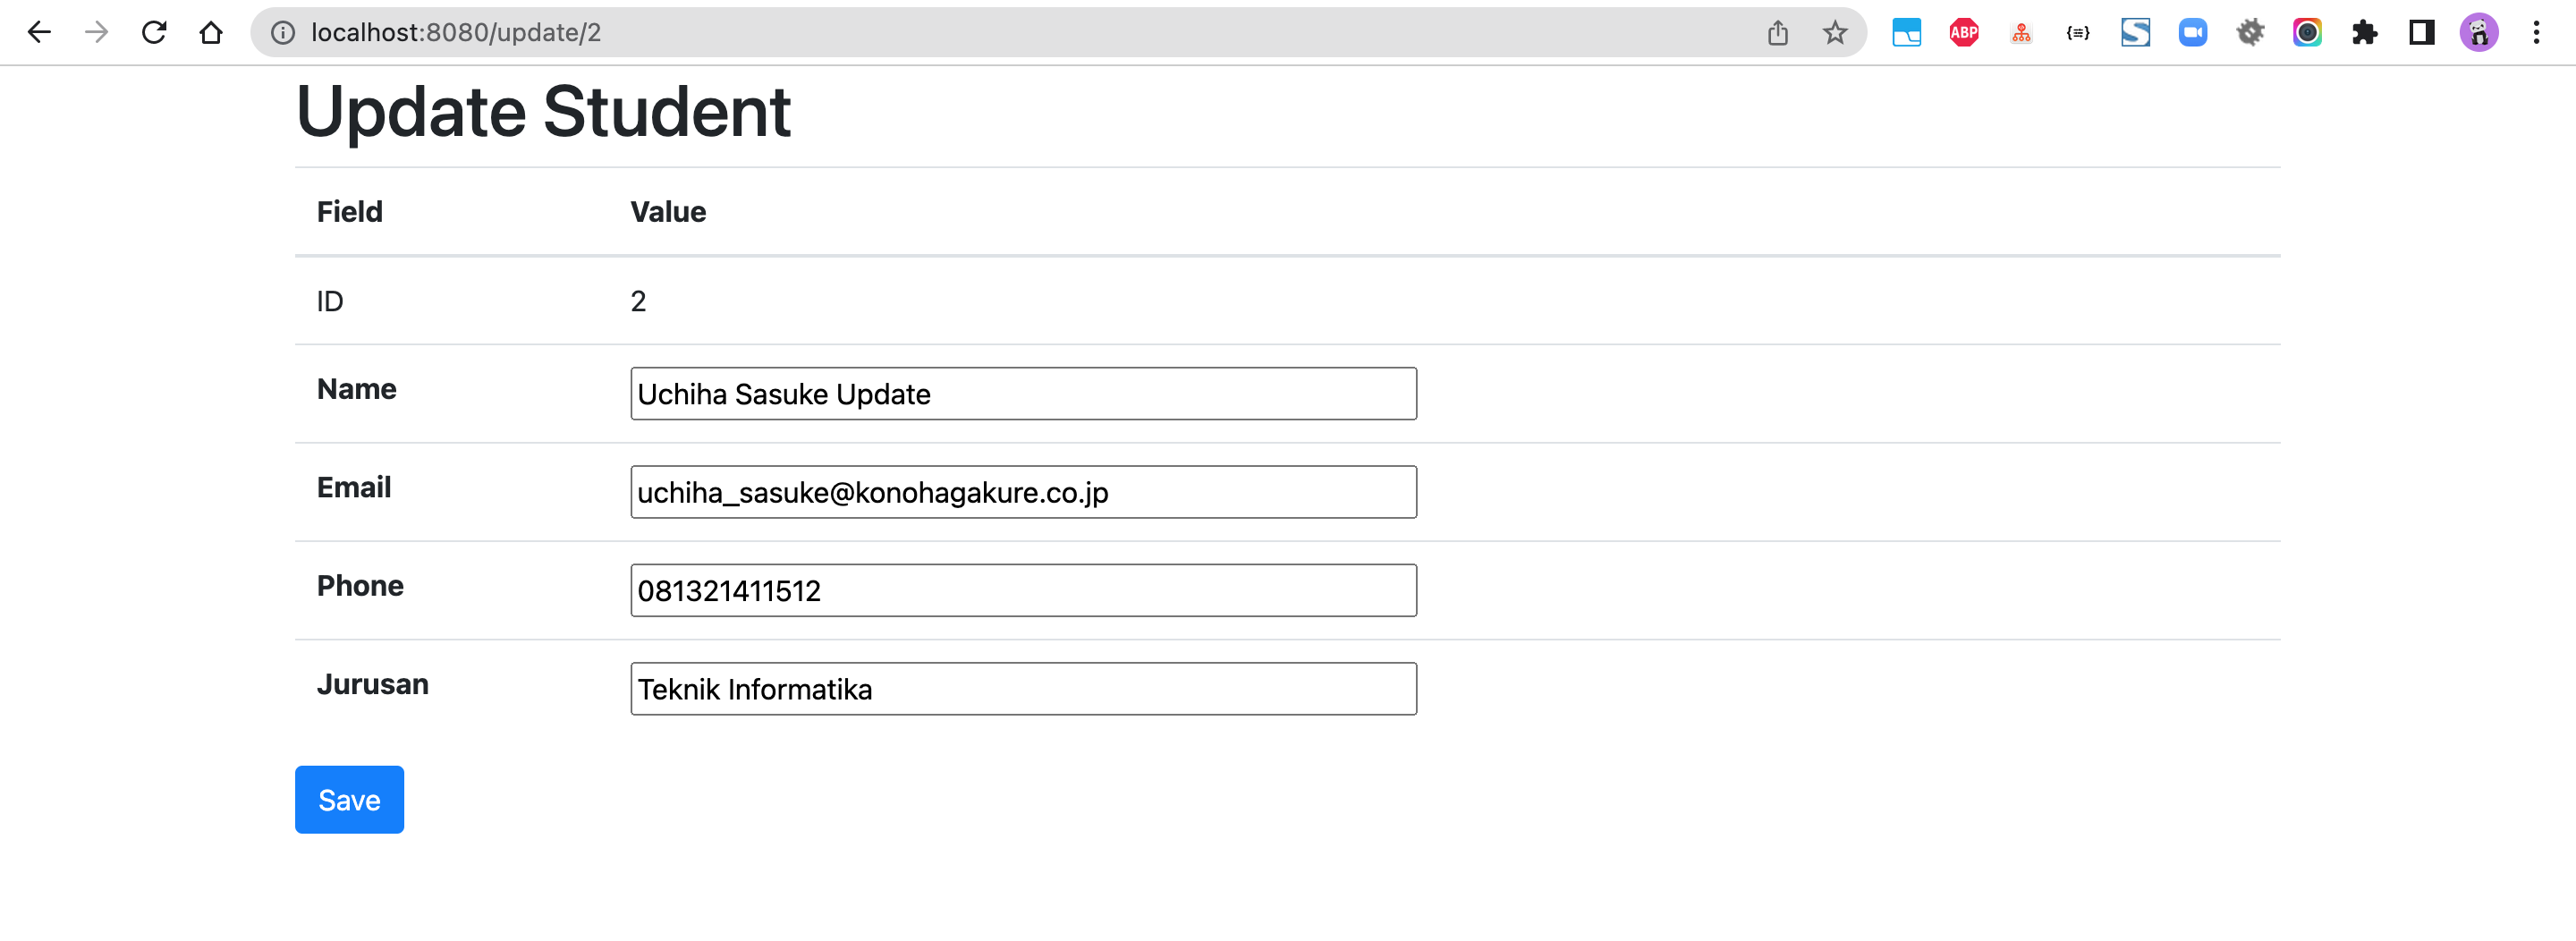 localhost:8080/update/2
ABP
Update Student
Field Value
ID 2
Name Uchiha Sasuke Update
Email uchiha_sasuke@konohagakure.co.jp
Phone 081321411512
Jurusan Teknik Informatika
Save